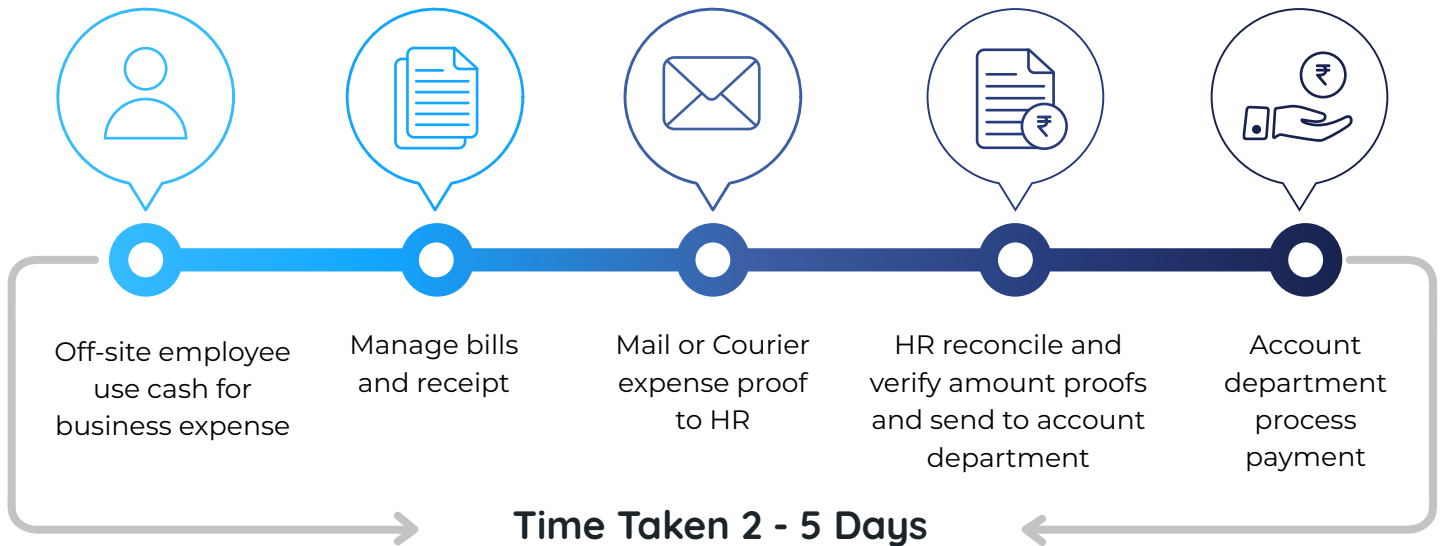 ₹
₹
Off-site employee
use cash for
business expense
Manage bills
and receipt
Mail or Courier
expense proof
to HR
HR reconcile and
verify amount proofs
and send to account
department
Account
department
process
payment
Time Taken 2 - 5 Days